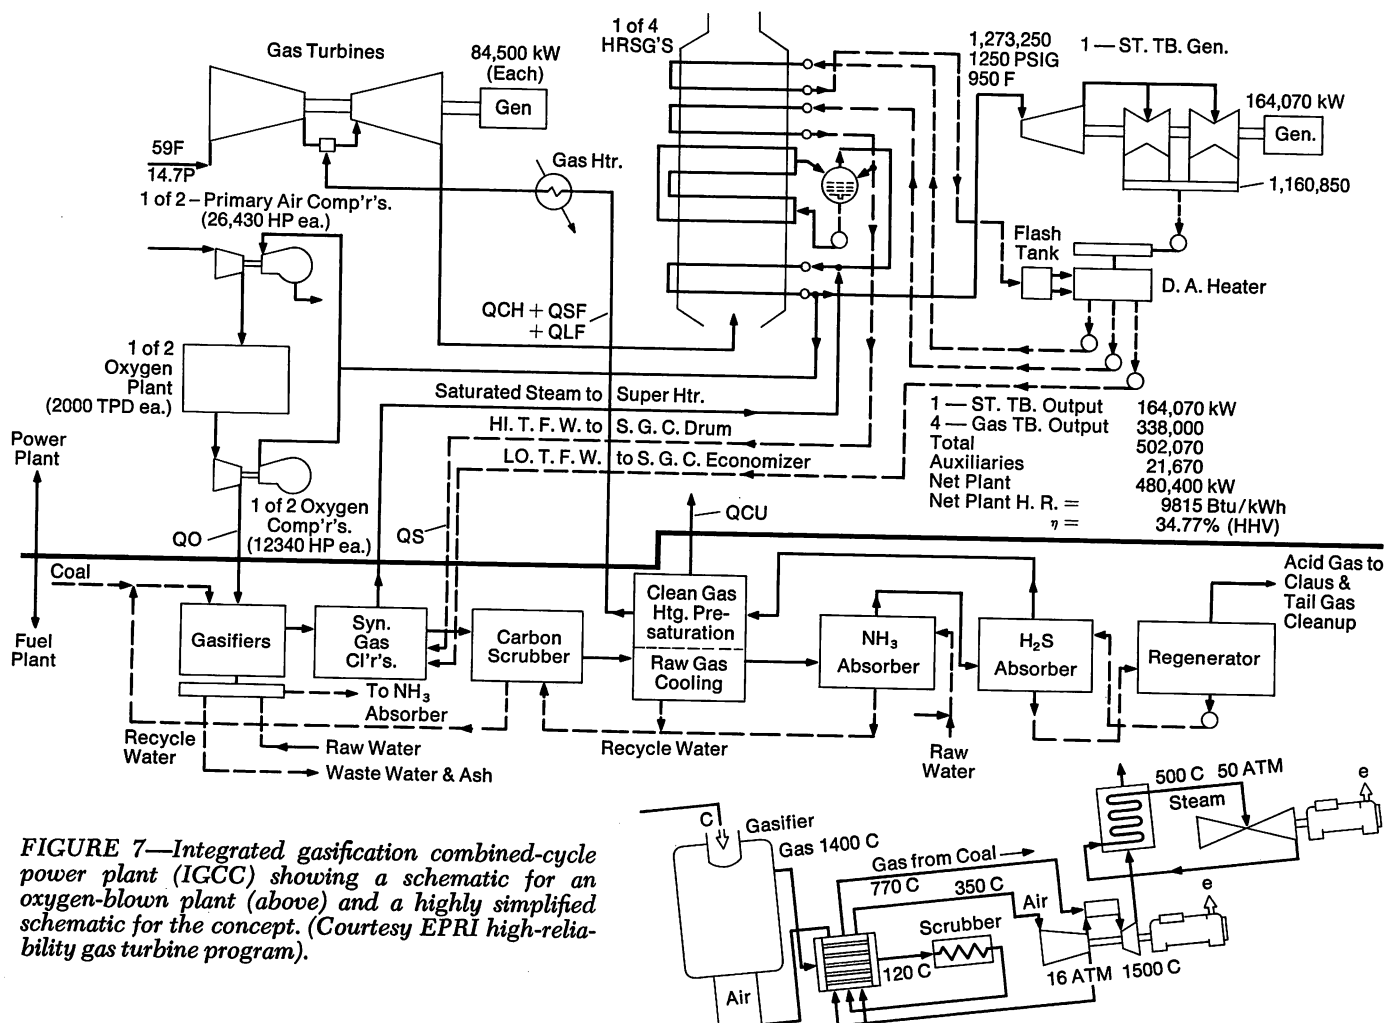 1 of 4
HRSG'S
Gas Turbines
84,500 kW
(Each)
Gen
1,273,250
1250 PSIG
950 F
1 — ST. TB. Gen.
164,070 kW
Gen.
1,160,850
59F
14.7P
Gas Htr.
1 of 2 – Primary Air Comp'r's.
(26,430 HP ea.)
Flash
Tank
D. A. Heater
QCH + QSF
+ QLF
1 of 2
Oxygen
Plant
(2000 TPD ea.)
Saturated Steam to Super Htr.
HI. T. F. W. to S. G. C. Drum
LO. T. F. W. to S. G. C. Economizer
1 — ST. TB. Output 164,070 kW
4 — Gas TB. Output 338,000
Total 502,070
Auxiliaries 21,670
Net Plant 480,400 kW
Net Plant H. R. = 9815 Btu/kWh
η = 34.77% (HHV)
Power
Plant
1 of 2 Oxygen
Comp'r's.
(12340 HP ea.)
QO
QS
QCU
Coal
Fuel
Plant
Gasifiers
Syn.
Gas
Cl'r's.
Carbon
Scrubber
Clean Gas
Htg. Pre-
saturation
Raw Gas
Cooling
NH₃
Absorber
H₂S
Absorber
Regenerator
Acid Gas to
Claus &
Tail Gas
Cleanup
To NH₃
Absorber
Recycle
Water
Raw Water
Waste Water & Ash
Recycle Water
Raw
Water
FIGURE 7—Integrated gasification combined-cycle
power plant (IGCC) showing a schematic for an
oxygen-blown plant (above) and a highly simplified
schematic for the concept. (Courtesy EPRI high-relia-
bility gas turbine program).
C
Gasifier
Gas 1400 C
Gas from Coal
770 C
350 C
Air
Scrubber
120 C
Air
16 ATM
1500 C
500 C 50 ATM
Steam
e
e